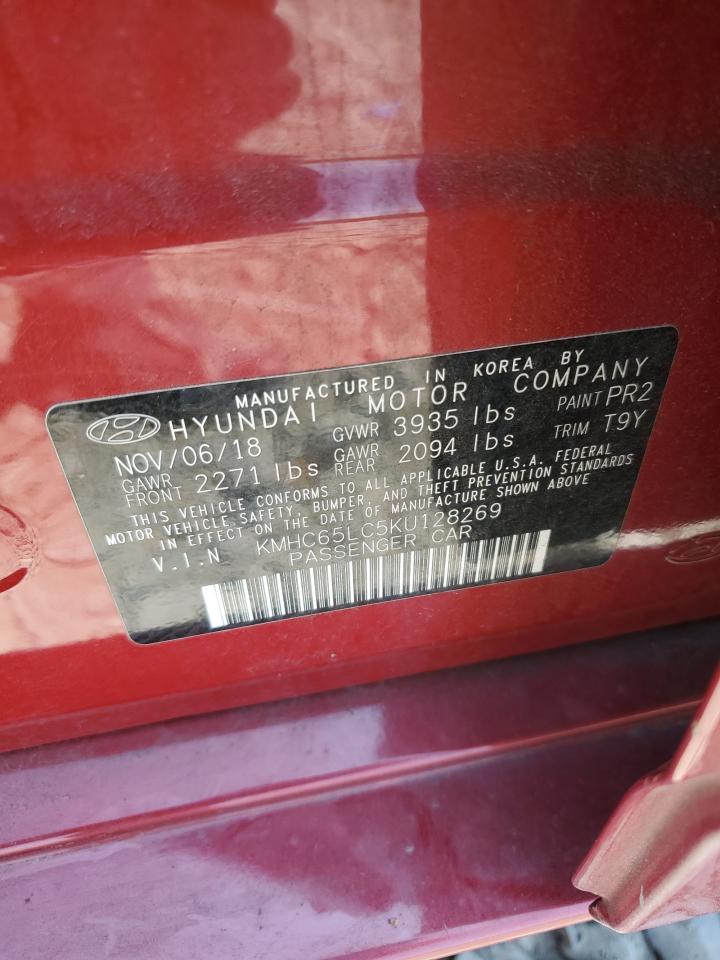 MANUFACTURED IN KOREA BY
HYUNDAI MOTOR COMPANY
NOV/06/18 GVWR 3935 lbs PAINT PR2
GAWR FRONT 2271 lbs GAWR REAR 2094 lbs TRIM T9Y
THIS VEHICLE CONFORMS TO ALL APPLICABLE U.S.A. FEDERAL
MOTOR VEHICLE SAFETY, BUMPER, AND THEFT PREVENTION STANDARDS
IN EFFECT ON THE DATE OF MANUFACTURE SHOWN ABOVE
V.I.N KMHC65LC5KU128269
PASSENGER CAR